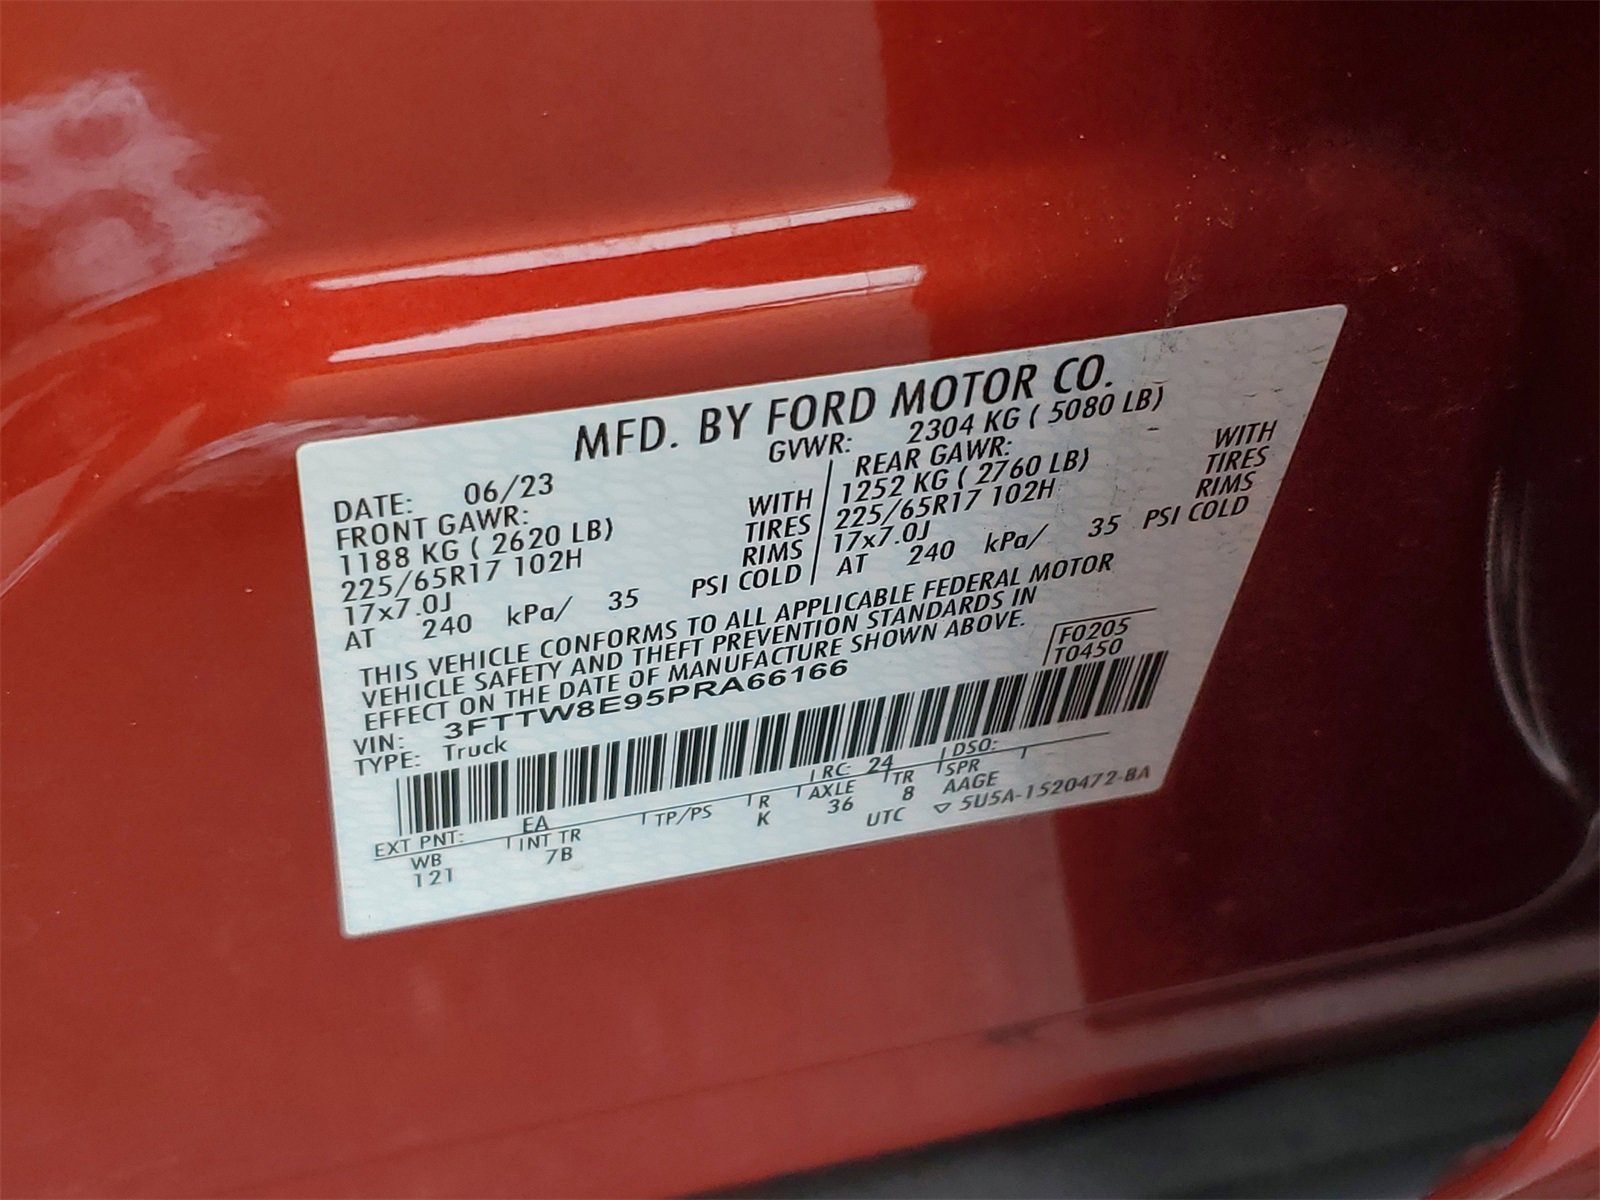 MFD. BY FORD MOTOR CO.
DATE: 06/23 GVWR: 2304 KG ( 5080 LB)
FRONT GAWR:
1188 KG ( 2620 LB) WITH
225/65R17 102H TIRES
17x7.0J RIMS
AT 240 kPa/ 35 PSI COLD
REAR GAWR:
1252 KG ( 2760 LB) WITH
225/65R17 102H TIRES
17x7.0J RIMS
AT 240 kPa/ 35 PSI COLD
THIS VEHICLE CONFORMS TO ALL APPLICABLE FEDERAL MOTOR
VEHICLE SAFETY AND THEFT PREVENTION STANDARDS IN
EFFECT ON THE DATE OF MANUFACTURE SHOWN ABOVE.
F0205
T0450
VIN: 3FTTW8E95PRA66166
TYPE: Truck
EXT PNT: EA RC: 24 DSO:
WB INT TR TP/PS R AXLE TR SPR
121 7B K 36 8 AAGE
UTC ▽ 5U5A-1520472-BA